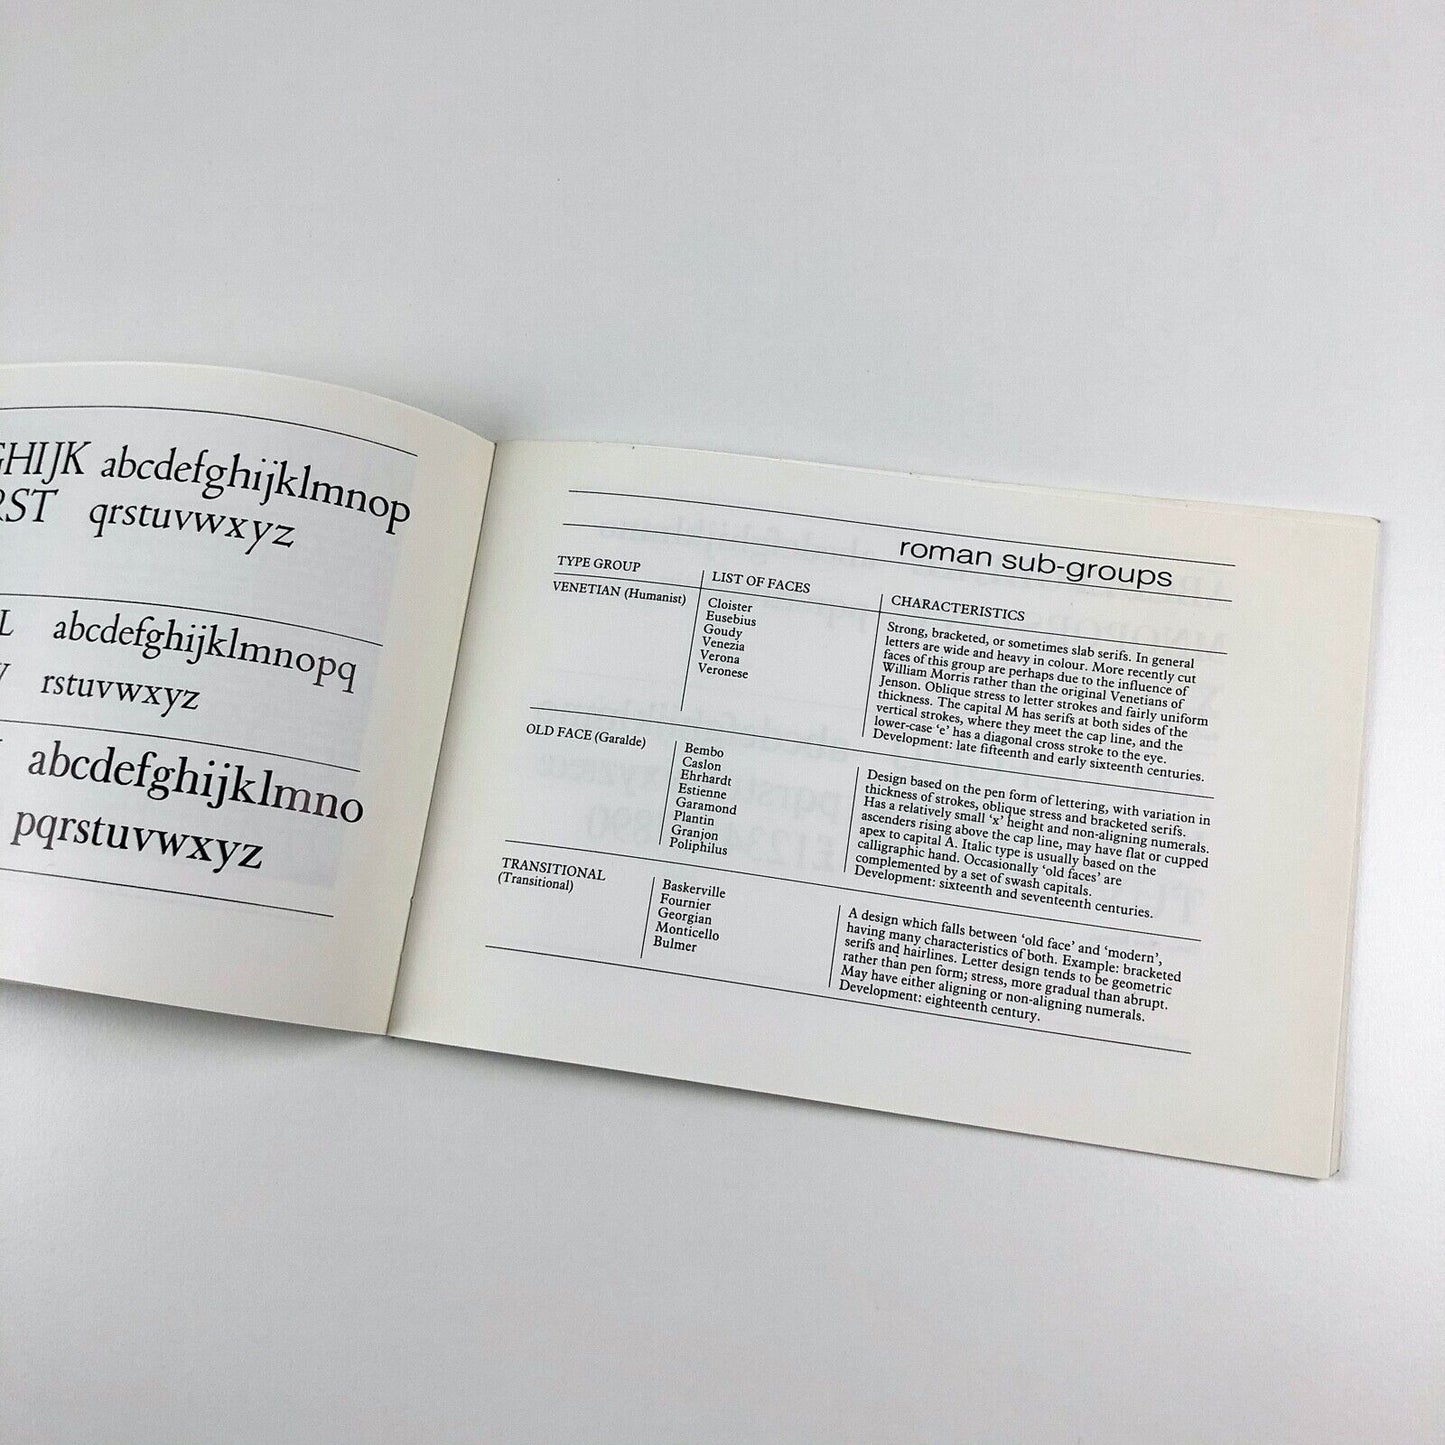 GHIJK abcdefghijklmnop
RST qrstuvwxyz
L abcdefghijklmnopq
rstuvwxyz
abcdefghijklmno
pqrstuvwxyz
roman sub-groups
TYPE GROUP
LIST OF FACES
CHARACTERISTICS
VENETIAN (Humanist)
Cloister
Eusebius
Goudy
Venezia
Verona
Veronese
Strong, bracketed, or sometimes slab serifs. In general
letters are wide and heavy in colour. More recently cut
faces of this group are perhaps due to the influence of
William Morris rather than the original Venetians of
Jenson. Oblique stress to letter strokes and fairly uniform
thickness. The capital M has serifs at both sides of the
vertical strokes, where they meet the cap line, and the
lower-case ‘e’ has a diagonal cross stroke to the eye.
Development: late fifteenth and early sixteenth centuries.
OLD FACE (Garalde)
Bembo
Caslon
Ehrhardt
Estienne
Garamond
Plantin
Granjon
Poliphilus
Design based on the pen form of lettering, with variation in
thickness of strokes, oblique stress and bracketed serifs.
Has a relatively small ‘x’ height and non-aligning numerals.
ascenders rising above the cap line, may have flat or cupped
apex to capital A. Italic type is usually based on the
calligraphic hand. Occasionally ‘old faces’ are
complemented by a set of swash capitals.
Development: sixteenth and seventeenth centuries.
TRANSITIONAL
(Transitional)
Baskerville
Fournier
Georgian
Monticello
Bulmer
A design which falls between ‘old face’ and ‘modern’,
having many characteristics of both. Example: bracketed
serifs and hairlines. Letter design tends to be geometric
rather than pen form; stress, more gradual than abrupt.
May have either aligning or non-aligning numerals.
Development: eighteenth century.